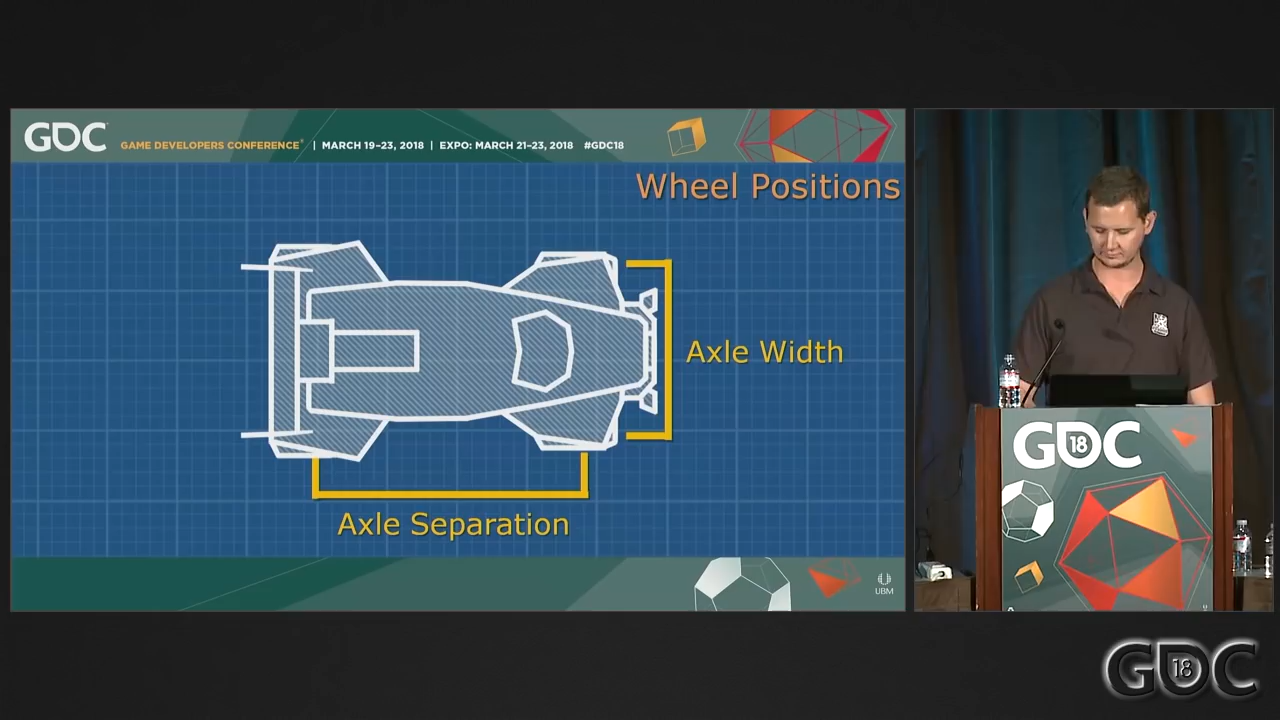 GDC
GAME DEVELOPERS CONFERENCE® | MARCH 19–23, 2018 | EXPO: MARCH 21–23, 2018 #GDC18
Wheel Positions
Axle Width
Axle Separation
UBM
GDC
18
GDC
18